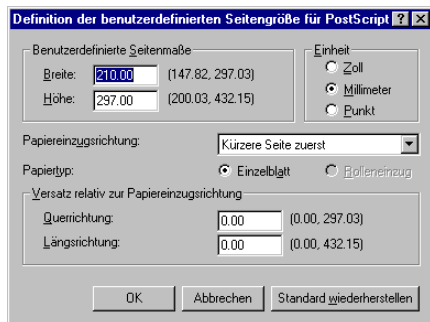 Definition der benutzerdefinierten Seitengröße für PostScript
Benutzerdefinierte Seitenmaße
Breite: 210.00 (147.82, 297.03)
Höhe: 297.00 (200.03, 432.15)
Einheit
Zoll
Millimeter
Punkt
Papiereinzugsrichtung: Kürzere Seite zuerst
Papiertyp: Einzelblatt Rolleneinzug
Versatz relativ zur Papiereinzugsrichtung
Querrichtung: 0.00 (0.00, 297.03)
Längsrichtung: 0.00 (0.00, 432.15)
OK Abbrechen Standard wiederherstellen